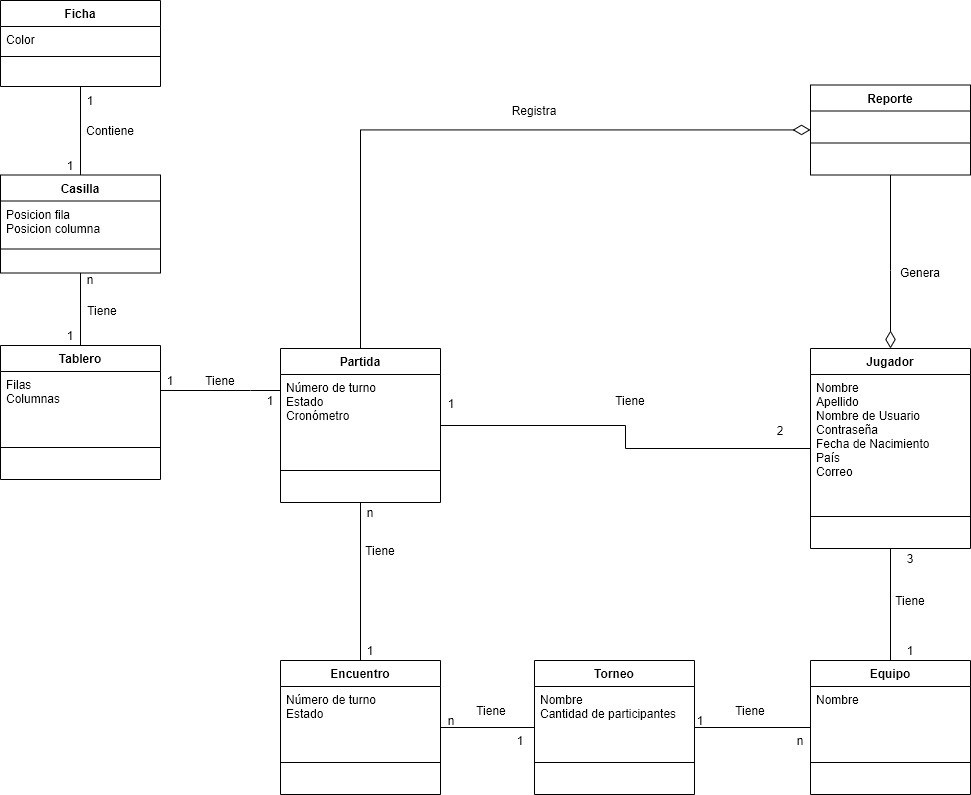 Ficha
Color
1
Contiene
1
Casilla
Posicion fila
Posicion columna
n
Tiene
1
Tablero
Filas
Columnas
1
Tiene
1
Partida
Número de turno
Estado
Cronómetro
Registra
Reporte
Genera
1
Tiene
2
Jugador
Nombre
Apellido
Nombre de Usuario
Contraseña
Fecha de Nacimiento
País
Correo
n
Tiene
1
3
Tiene
1
Encuentro
Número de turno
Estado
n
Tiene
1
Torneo
Nombre
Cantidad de participantes
1
Tiene
n
Equipo
Nombre